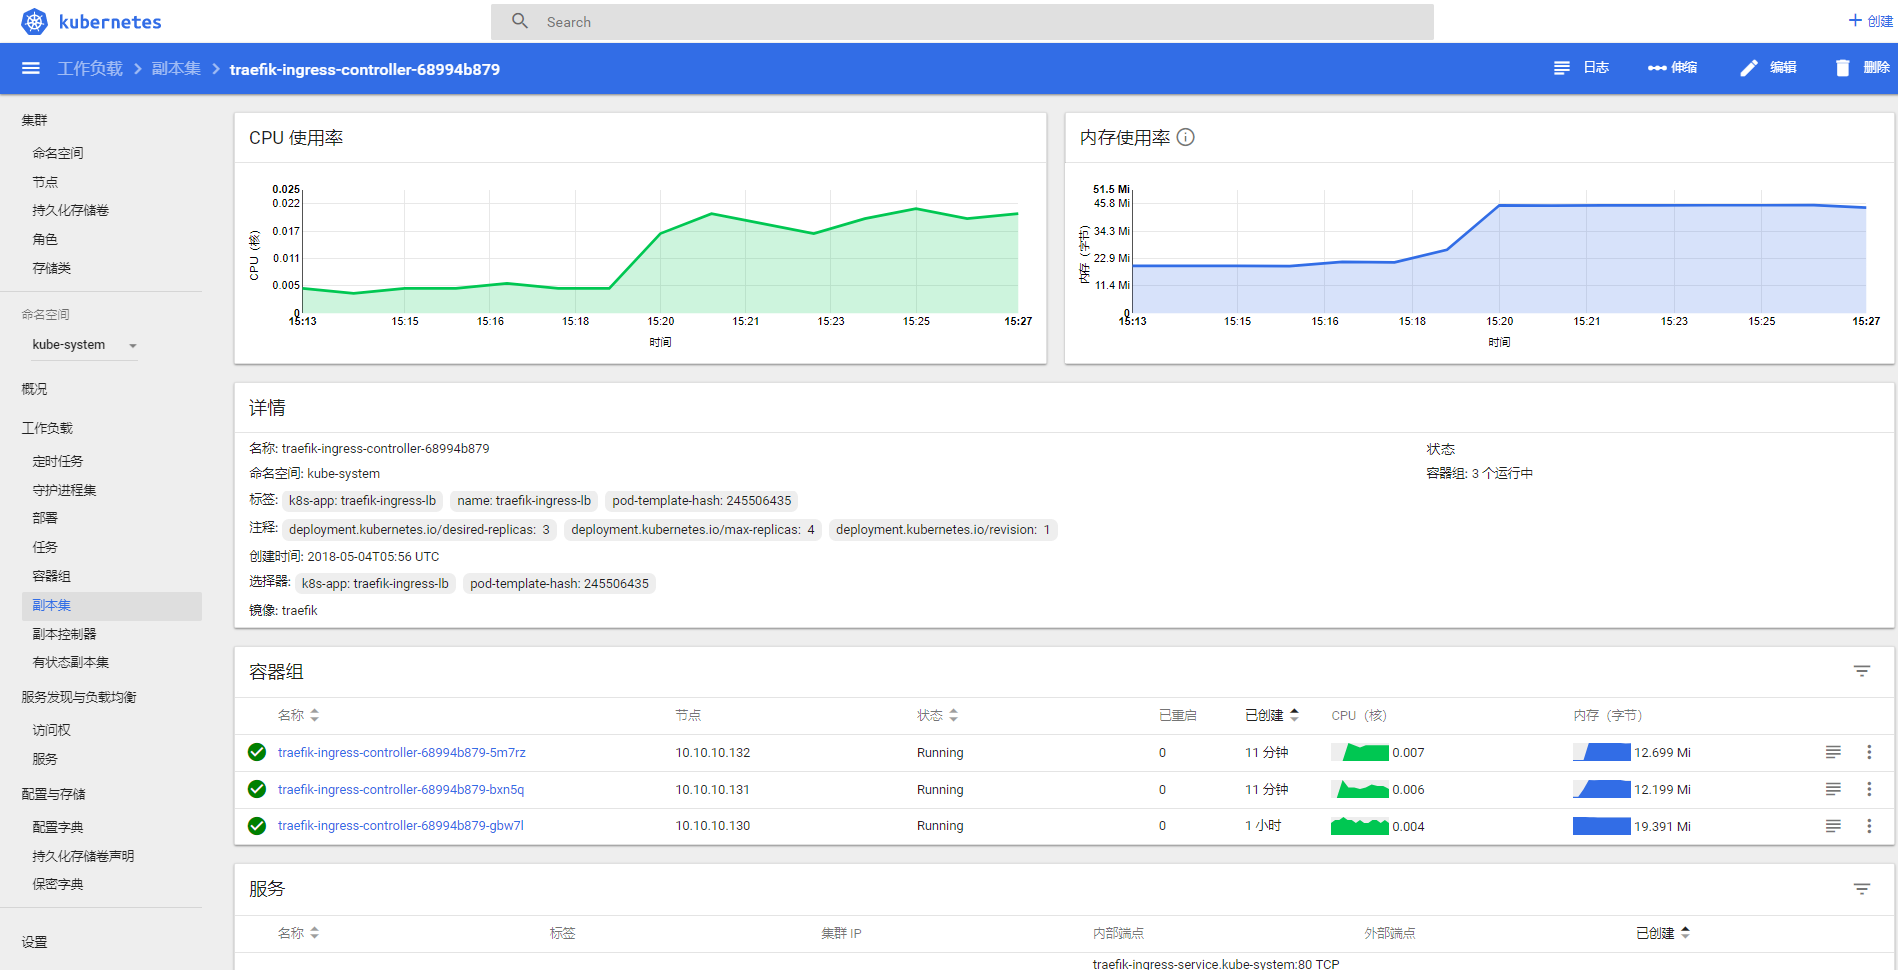 kubernetes
Search
创建
工作负载 副本集 traefik-ingress-controller-68994b879
日志 伸缩 编辑 删除
集群
命名空间
节点
持久化存储卷
角色
存储类
命名空间
kube-system
概况
工作负载
定时任务
守护进程集
部署
任务
容器组
副本集
副本控制器
有状态副本集
服务发现与负载均衡
访问权
服务
配置与存储
配置字典
持久化存储卷声明
保密字典
设置
CPU 使用率
0.025
0.022
0.017
0.011
0.005
0
CPU（核）
15:13 15:15 15:16 15:18 15:20 15:21 15:23 15:25 15:27
时间
内存使用率
51.5 Mi
45.8 Mi
34.3 Mi
22.9 Mi
11.4 Mi
0
内存（字节）
15:13 15:15 15:16 15:18 15:20 15:21 15:23 15:25 15:27
时间
详情
名称: traefik-ingress-controller-68994b879
命名空间: kube-system
标签: k8s-app: traefik-ingress-lb name: traefik-ingress-lb pod-template-hash: 245506435
注释: deployment.kubernetes.io/desired-replicas: 3 deployment.kubernetes.io/max-replicas: 4 deployment.kubernetes.io/revision: 1
创建时间: 2018-05-04T05:56 UTC
选择器: k8s-app: traefik-ingress-lb pod-template-hash: 245506435
镜像: traefik
状态
容器组: 3 个运行中
容器组
名称 节点 状态 已重启 已创建 CPU（核） 内存（字节）
traefik-ingress-controller-68994b879-5m7rz 10.10.10.132 Running 0 11 分钟 0.007 12.699 Mi
traefik-ingress-controller-68994b879-bxn5q 10.10.10.131 Running 0 11 分钟 0.006 12.199 Mi
traefik-ingress-controller-68994b879-gbw7l 10.10.10.130 Running 0 1 小时 0.004 19.391 Mi
服务
名称 标签 集群 IP 内部端点 外部端点 已创建
traefik-ingress-service.kube-system:80 TCP